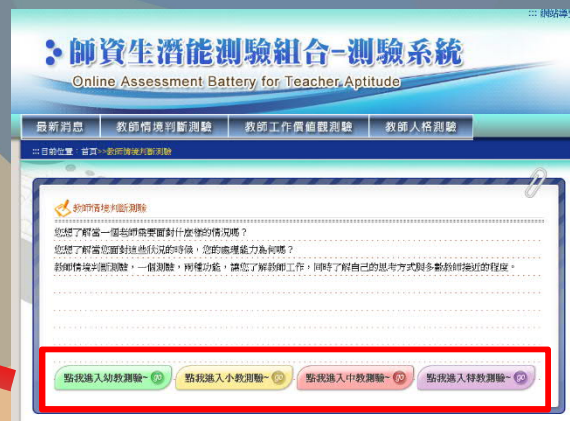 ::: 網站導
師資生潛能測驗組合-測驗系統
Online Assessment Battery for Teacher Aptitude
最新消息 教師情境判斷測驗 教師工作價值觀測驗 教師人格測驗
:::目前位置：首頁>>教師情境判斷測驗
教師情境判斷測驗
您想了解當一個老師需要面對什麼樣的情況嗎？
您想了解當您面對這些狀況的時候，您的處理能力為何嗎？
教師情境判斷測驗，一個測驗，兩種功能，讓您了解教師工作，同時了解自己的思考方式與多數教師接近的程度。
點我進入幼教測驗~ go 點我進入小教測驗~ go 點我進入中教測驗~ go 點我進入特教測驗~ go